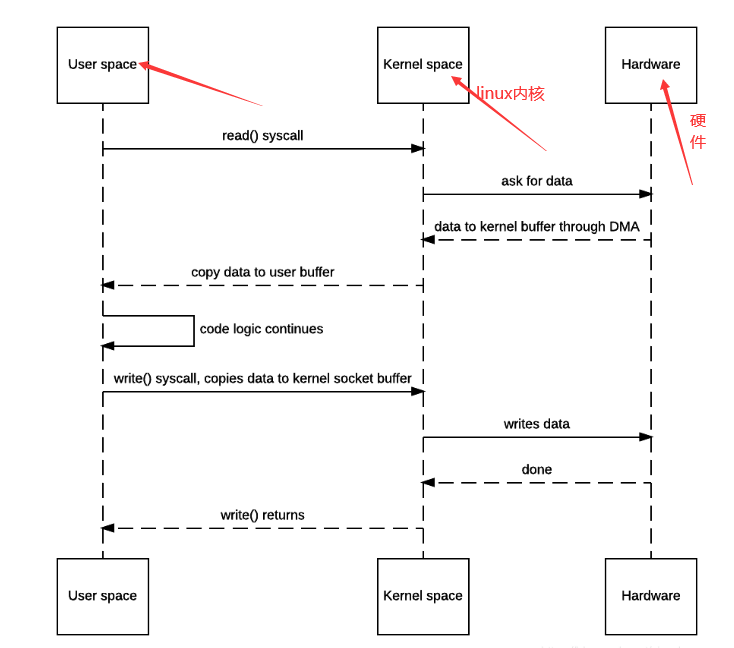 User space
Kernel space
Hardware
linux内核
硬
件
read() syscall
ask for data
data to kernel buffer through DMA
copy data to user buffer
code logic continues
write() syscall, copies data to kernel socket buffer
writes data
done
write() returns
User space
Kernel space
Hardware